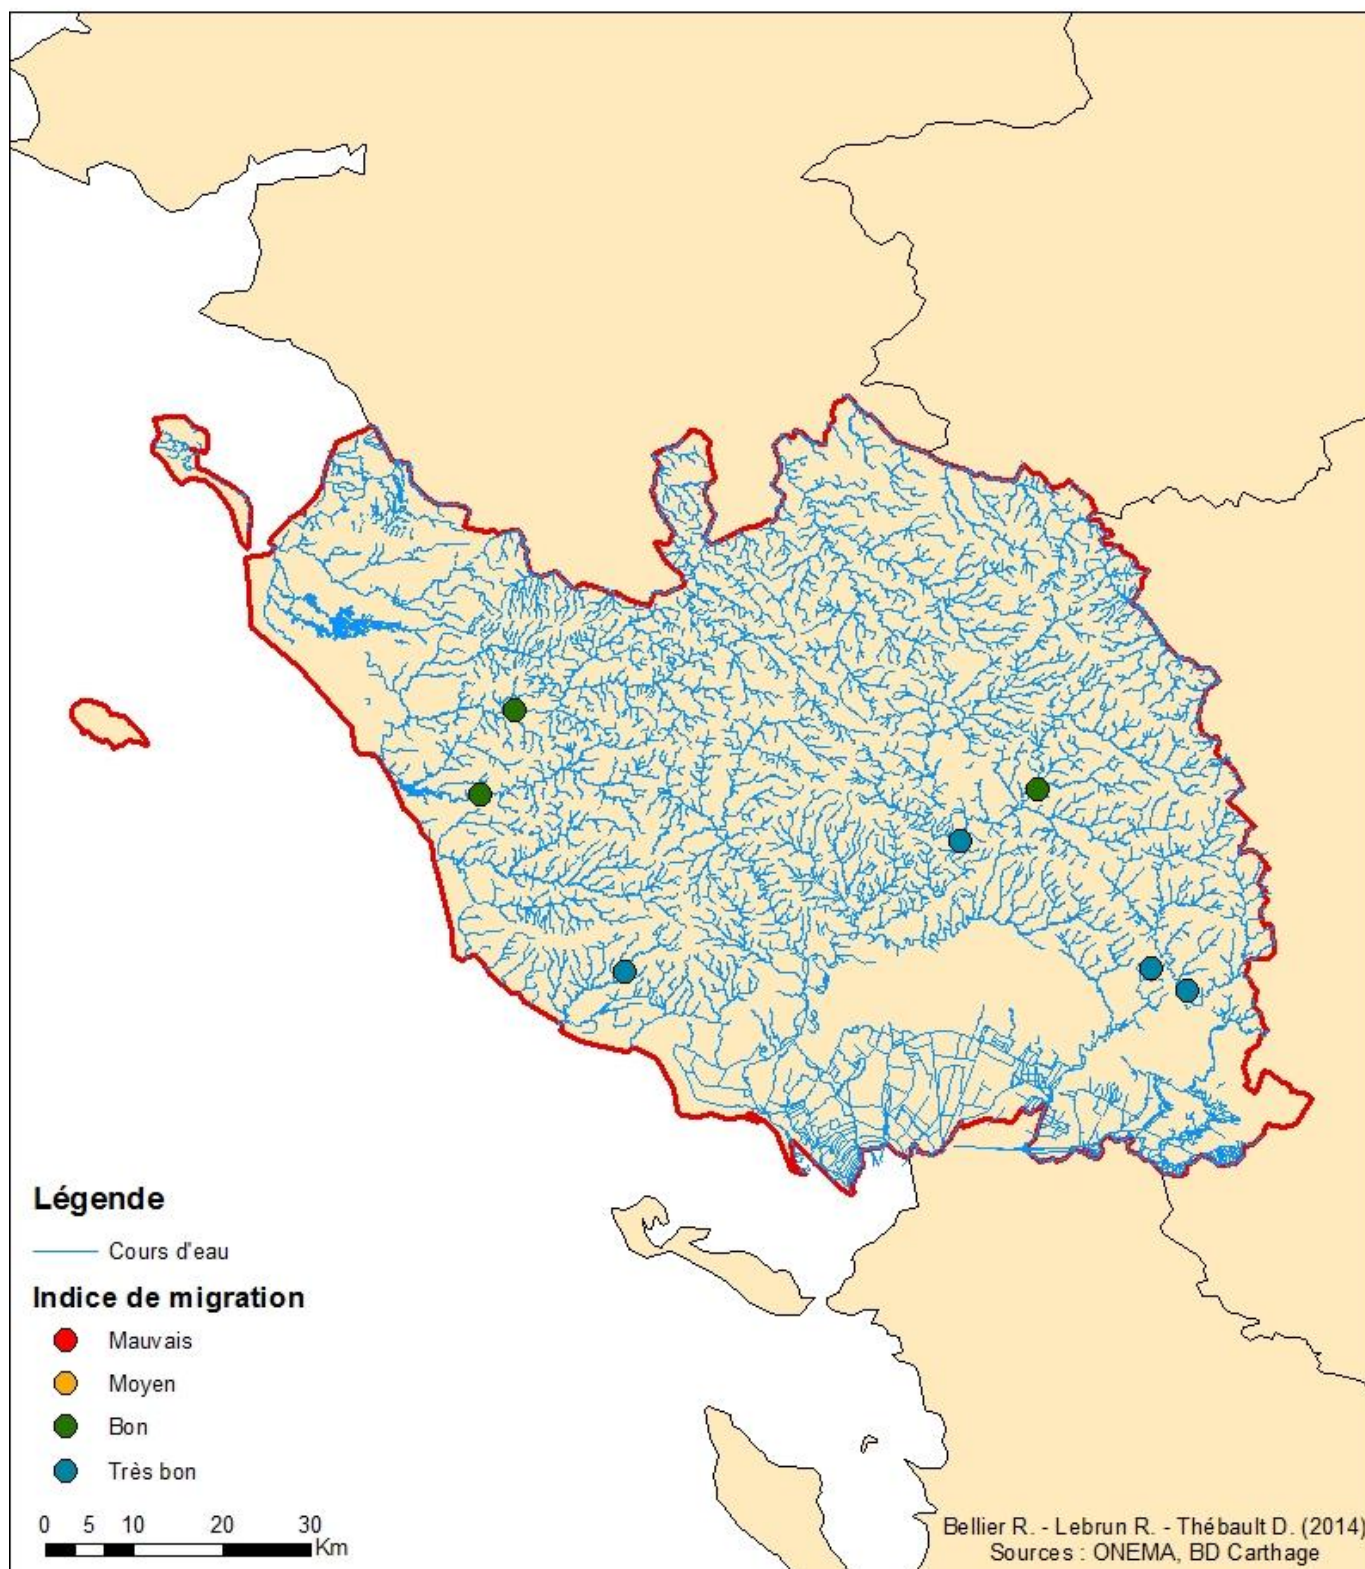 Légende
Cours d'eau
Indice de migration
Mauvais
Moyen
Bon
Très bon
0 5 10 20 30
Km
Bellier R. - Lebrun R. - Thébault D. (2014)
Sources : ONEMA, BD Carthage